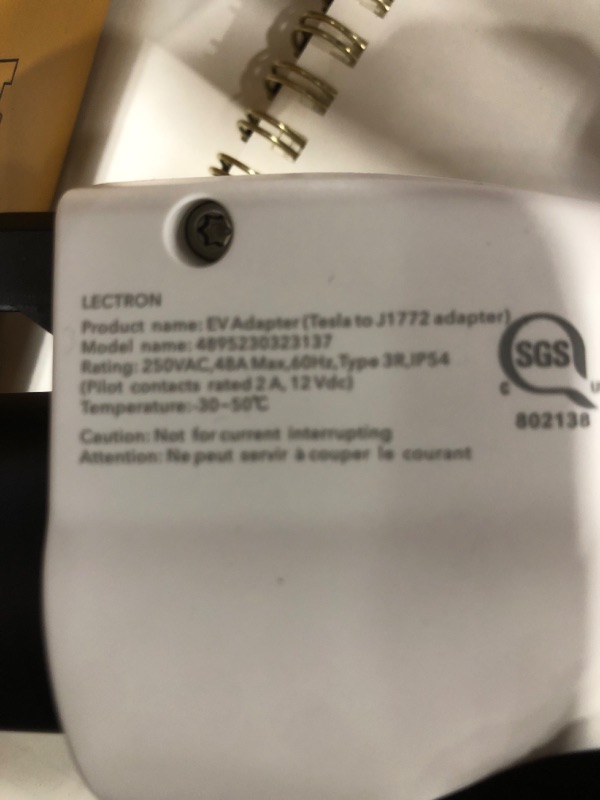 LECTRON
Product name: EV Adapter (Tesla to J1772 adapter)
Model name: 4895230323137
Rating: 250VAC,48A Max,60Hz,Type 3R,IP54
(Pilot contacts rated 2 A, 12 Vdc)
Temperature:-30~50℃
Caution: Not for current interrupting
Attention: Ne peut servir à couper le courant
SGS
C
U
802138